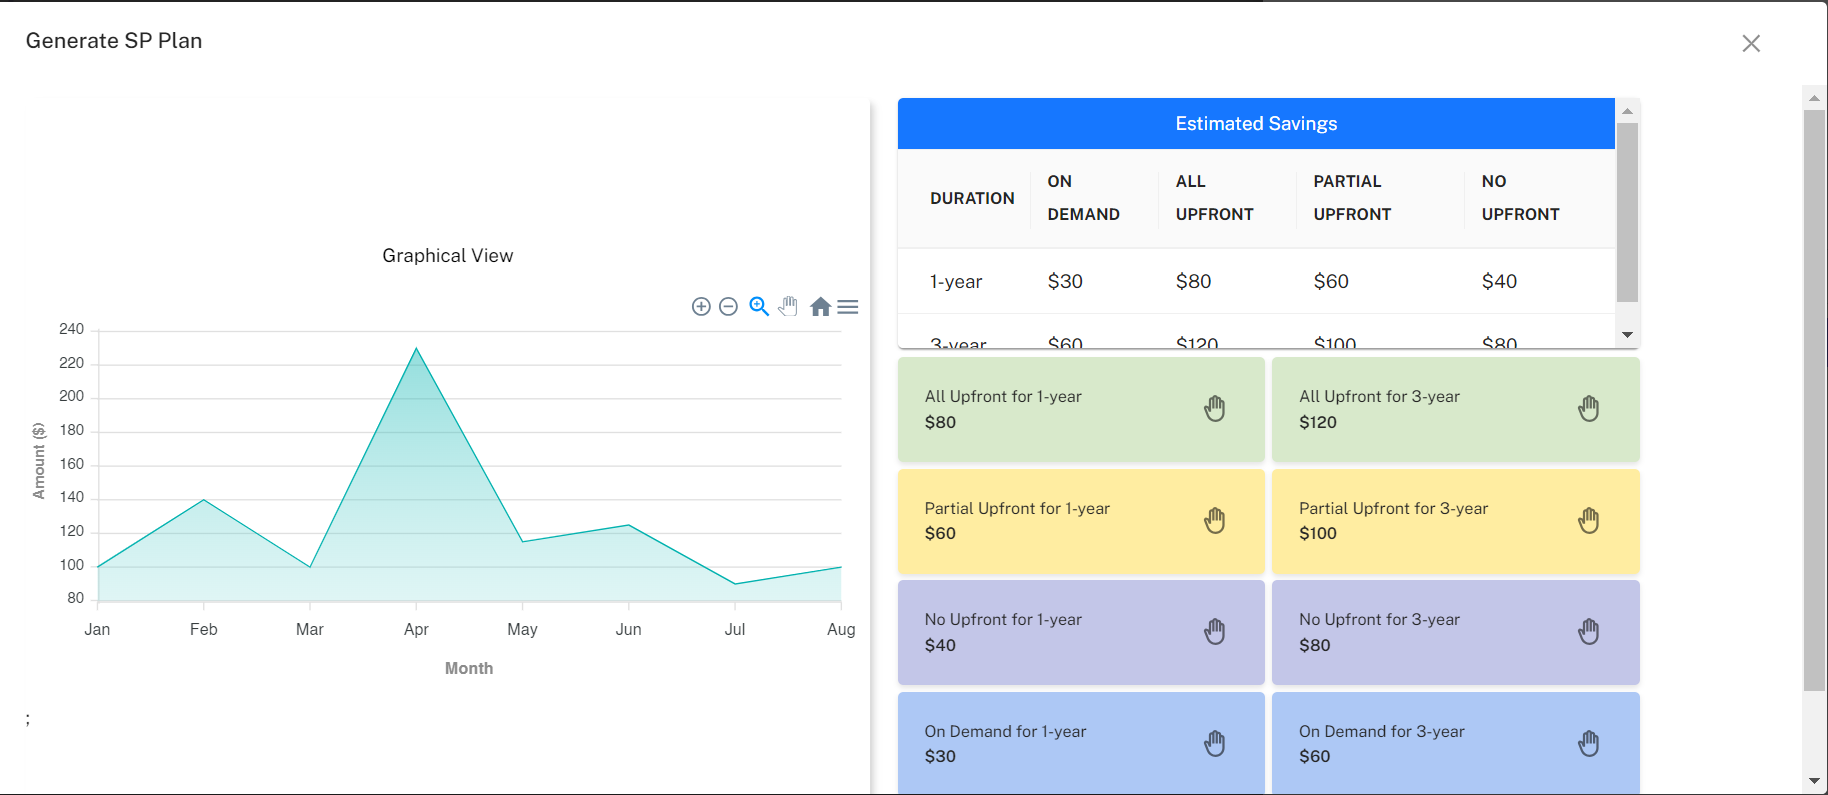 Generate SP Plan
Graphical View
240
220
200
180
160
140
120
100
80
Amount ($)
Jan Feb Mar Apr May Jun Jul Aug
Month
;
Estimated Savings
DURATION ON DEMAND ALL UPFRONT PARTIAL UPFRONT NO UPFRONT
1-year $30 $80 $60 $40
3-year $60 $120 $100 $80
All Upfront for 1-year
$80
All Upfront for 3-year
$120
Partial Upfront for 1-year
$60
Partial Upfront for 3-year
$100
No Upfront for 1-year
$40
No Upfront for 3-year
$80
On Demand for 1-year
$30
On Demand for 3-year
$60